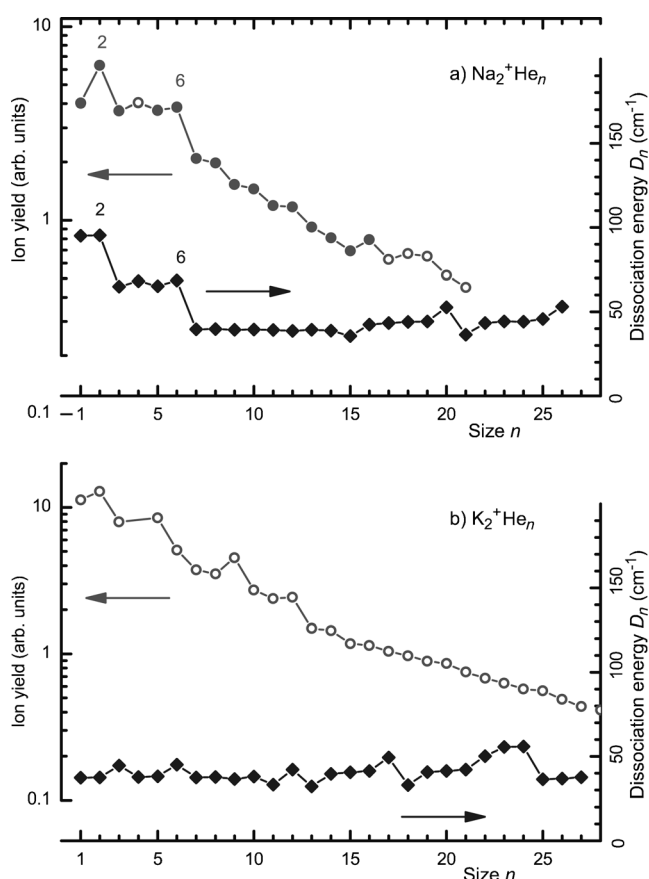 10
2
6
a) Na₂⁺Heₙ
Ion yield (arb. units)
1
2
6
150
100
50
0
Dissociation energy Dₙ (cm⁻¹)
0.1
1 5 10 15 20 25
Size n
10
b) K₂⁺Heₙ
Ion yield (arb. units)
1
0.1
150
100
50
0
Dissociation energy Dₙ (cm⁻¹)
1 5 10 15 20 25
Size n